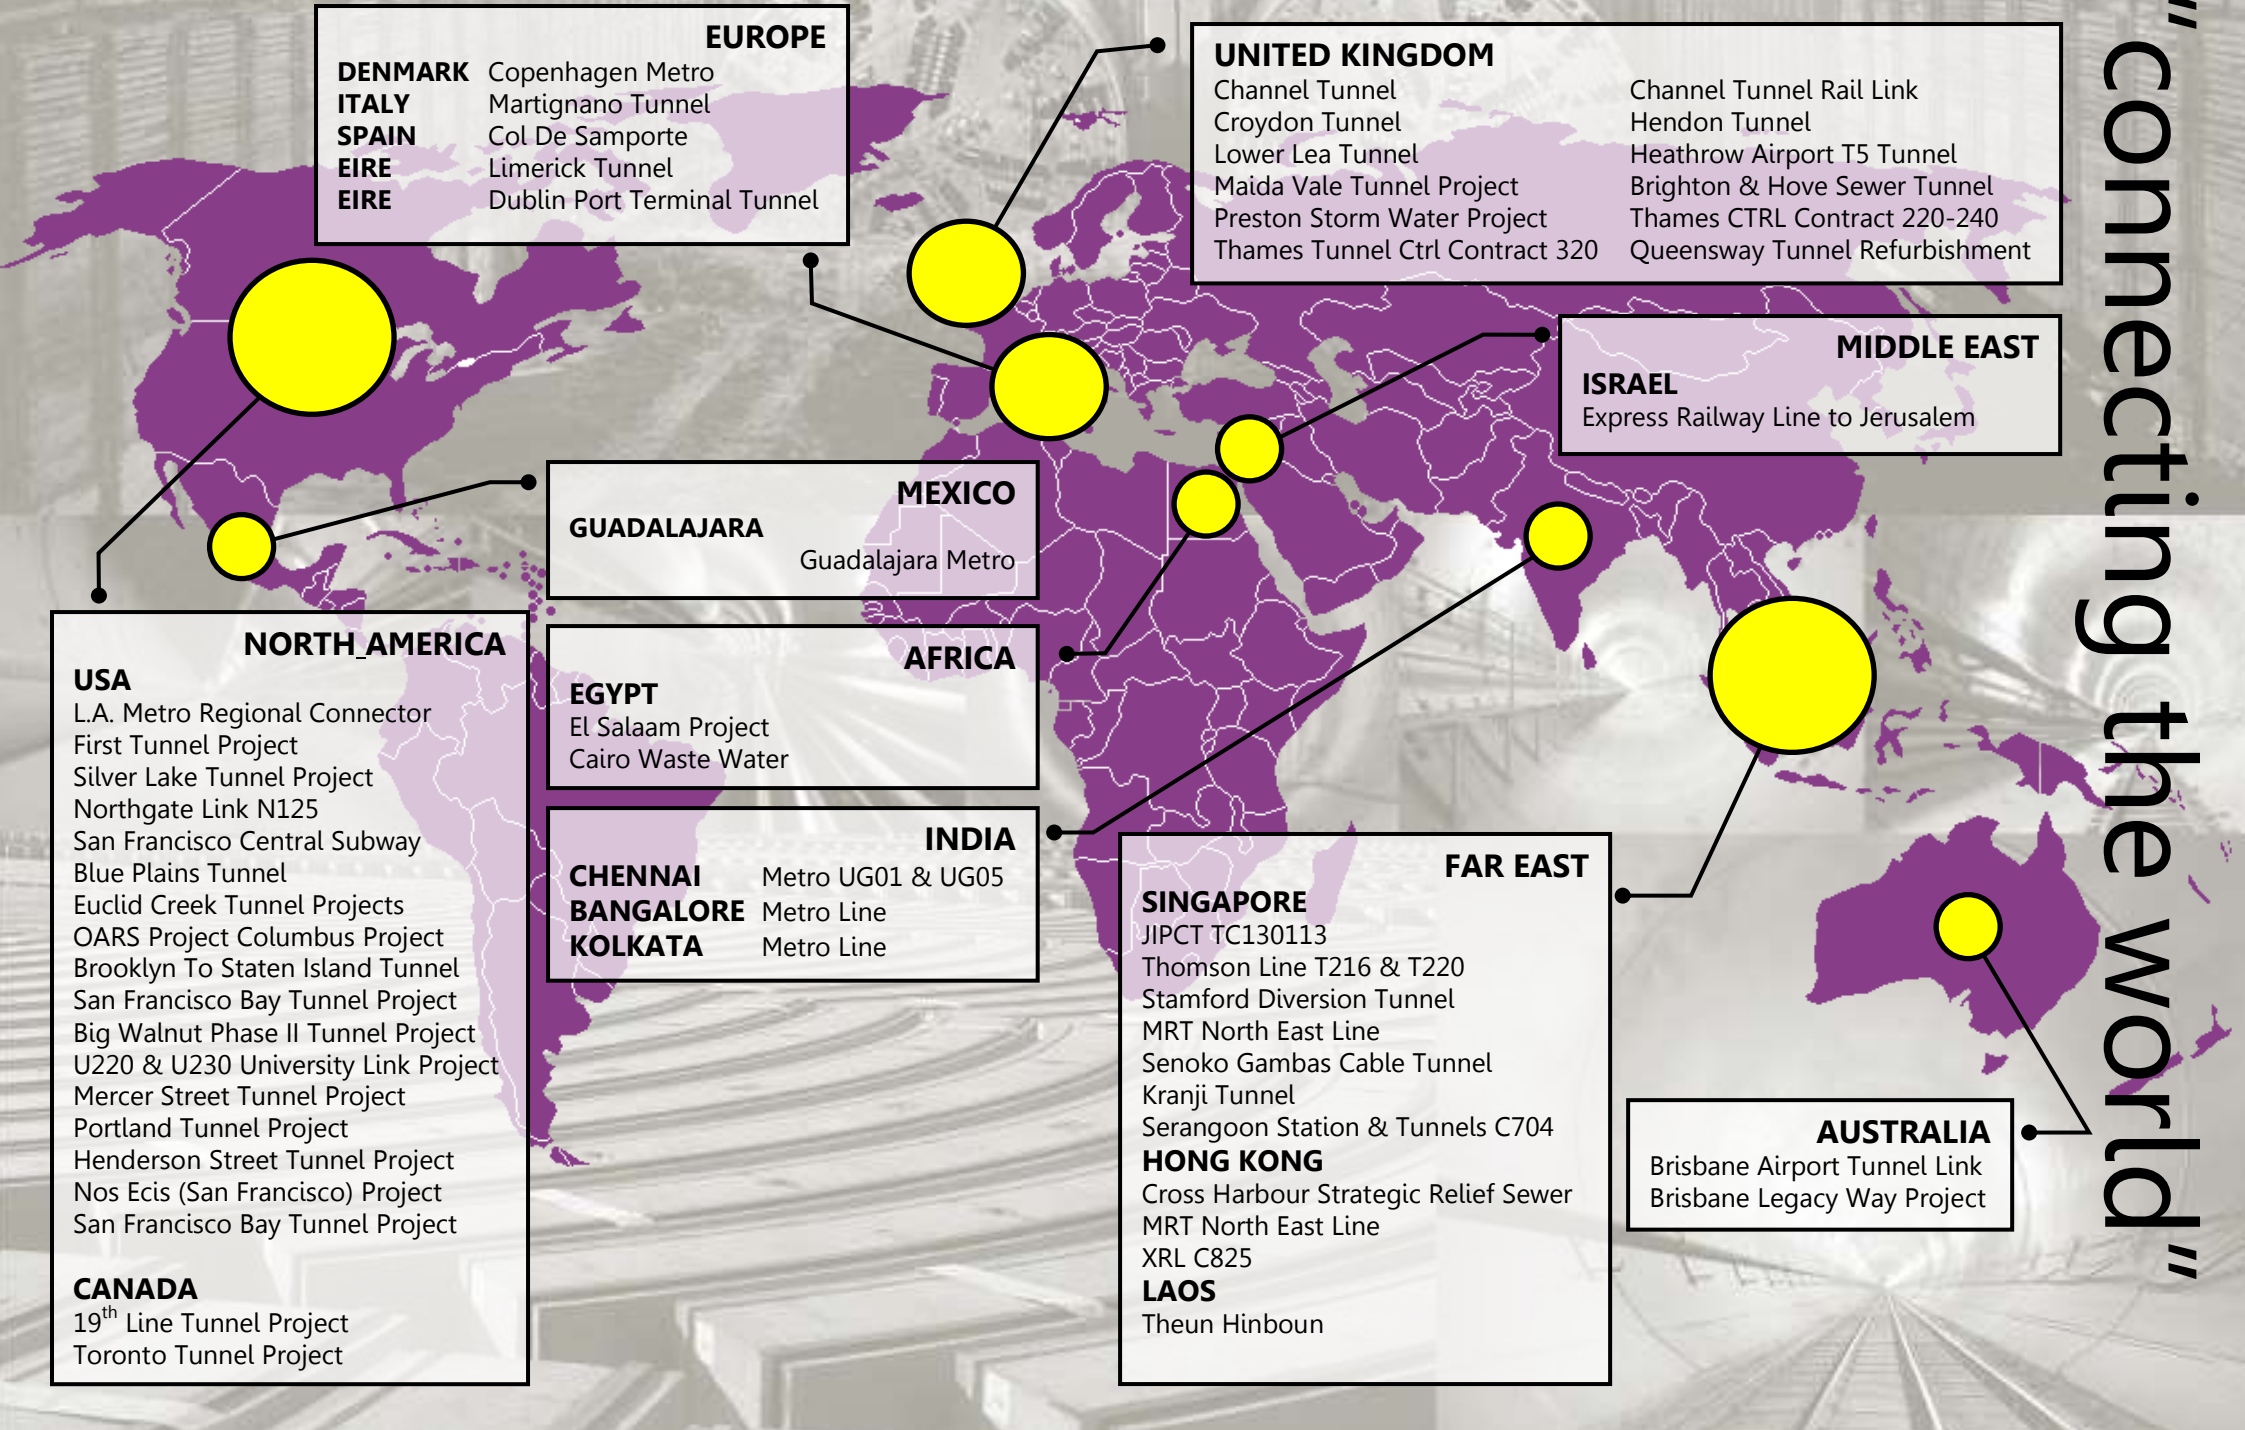 EUROPE
DENMARK Copenhagen Metro
ITALY Martignano Tunnel
SPAIN Col De Samporte
EIRE Limerick Tunnel
EIRE Dublin Port Terminal Tunnel
UNITED KINGDOM
Channel Tunnel Channel Tunnel Rail Link
Croydon Tunnel Hendon Tunnel
Lower Lea Tunnel Heathrow Airport T5 Tunnel
Maida Vale Tunnel Project Brighton & Hove Sewer Tunnel
Preston Storm Water Project Thames CTRL Contract 220-240
Thames Tunnel Ctrl Contract 320 Queensway Tunnel Refurbishment
MIDDLE EAST
ISRAEL
Express Railway Line to Jerusalem
MEXICO
GUADALAJARA
Guadalajara Metro
NORTH_AMERICA
USA
L.A. Metro Regional Connector
First Tunnel Project
Silver Lake Tunnel Project
Northgate Link N125
San Francisco Central Subway
Blue Plains Tunnel
Euclid Creek Tunnel Projects
OARS Project Columbus Project
Brooklyn To Staten Island Tunnel
San Francisco Bay Tunnel Project
Big Walnut Phase II Tunnel Project
U220 & U230 University Link Project
Mercer Street Tunnel Project
Portland Tunnel Project
Henderson Street Tunnel Project
Nos Ecis (San Francisco) Project
San Francisco Bay Tunnel Project
CANADA
19th Line Tunnel Project
Toronto Tunnel Project
AFRICA
EGYPT
El Salaam Project
Cairo Waste Water
INDIA
CHENNAI Metro UG01 & UG05
BANGALORE Metro Line
KOLKATA Metro Line
FAR EAST
SINGAPORE
JIPCT TC130113
Thomson Line T216 & T220
Stamford Diversion Tunnel
MRT North East Line
Senoko Gambas Cable Tunnel
Kranji Tunnel
Serangoon Station & Tunnels C704
HONG KONG
Cross Harbour Strategic Relief Sewer
MRT North East Line
XRL C825
LAOS
Theun Hinboun
AUSTRALIA
Brisbane Airport Tunnel Link
Brisbane Legacy Way Project
"connecting the world"